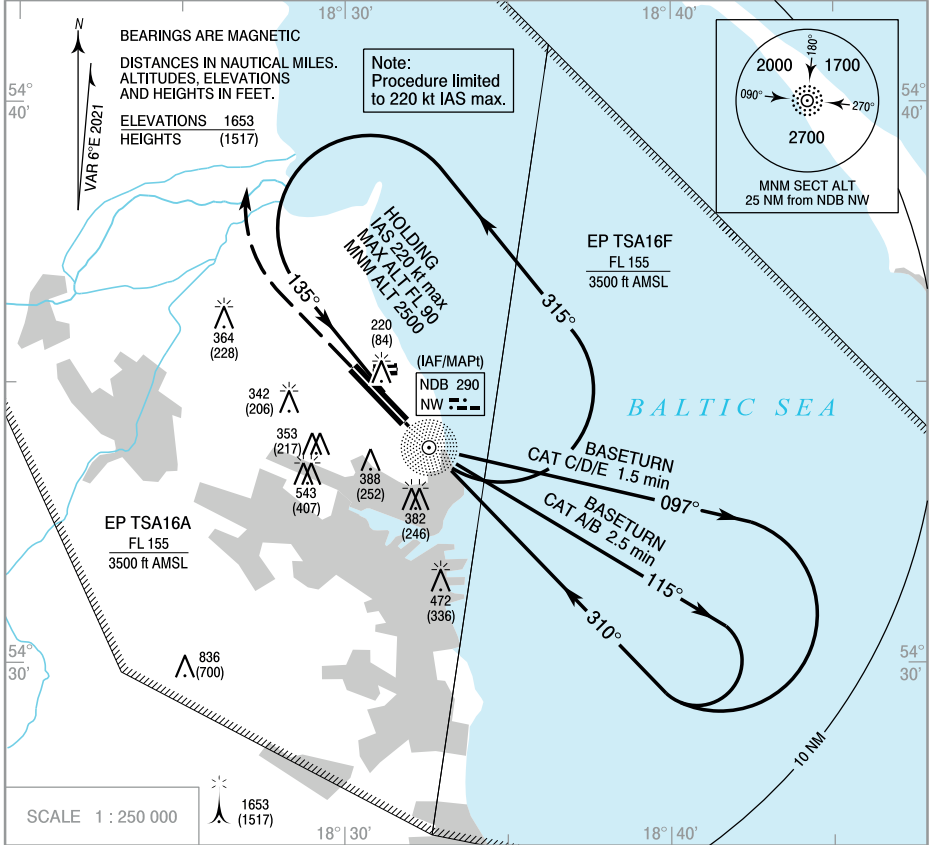 18° 30'
18° 40'
N
VAR 6°E 2021
BEARINGS ARE MAGNETIC
DISTANCES IN NAUTICAL MILES.
ALTITUDES, ELEVATIONS
AND HEIGHTS IN FEET.
ELEVATIONS 1653
HEIGHTS (1517)
Note:
Procedure limited
to 220 kt IAS max.
180°
2000
1700
090°
270°
2700
MNM SECT ALT
25 NM from NDB NW
54°
40'
54°
40'
HOLDING
IAS 220 kt max
MAX ALT FL 90
MNM ALT 2500
135°
315°
EP TSA16F
FL 155
3500 ft AMSL
364
(228)
220
(84)
(IAF/MAPt)
NDB 290
NW
342
(206)
BALTIC SEA
353
(217)
543
(407)
388
(252)
382
(246)
BASETURN
CAT C/D/E 1.5 min
097°
BASETURN
CAT A/B 2.5 min
115°
310°
EP TSA16A
FL 155
3500 ft AMSL
472
(336)
836
(700)
54°
30'
54°
30'
10 NM
1653
(1517)
SCALE 1 : 250 000
18° 30'
18° 40'